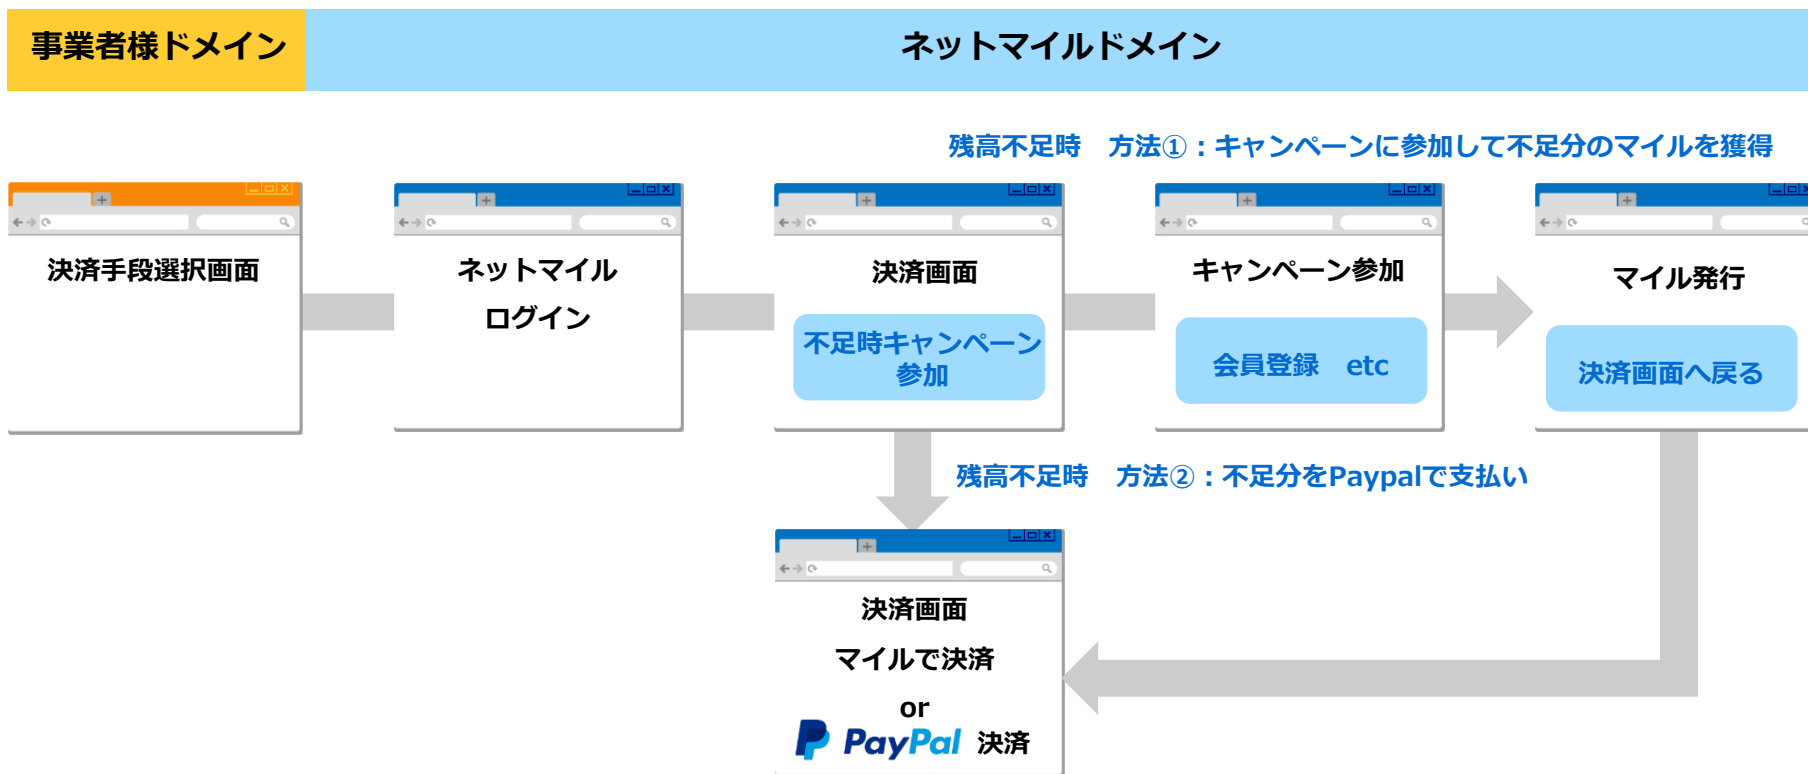 事業者様ドメイン
ネットマイルドメイン
残高不足時　方法①：キャンペーンに参加して不足分のマイルを獲得
決済手段選択画面
ネットマイル
ログイン
決済画面
不足時キャンペーン
参加
キャンペーン参加
会員登録　etc
マイル発行
決済画面へ戻る
残高不足時　方法②：不足分をPaypalで支払い
決済画面
マイルで決済
or
PayPal 決済